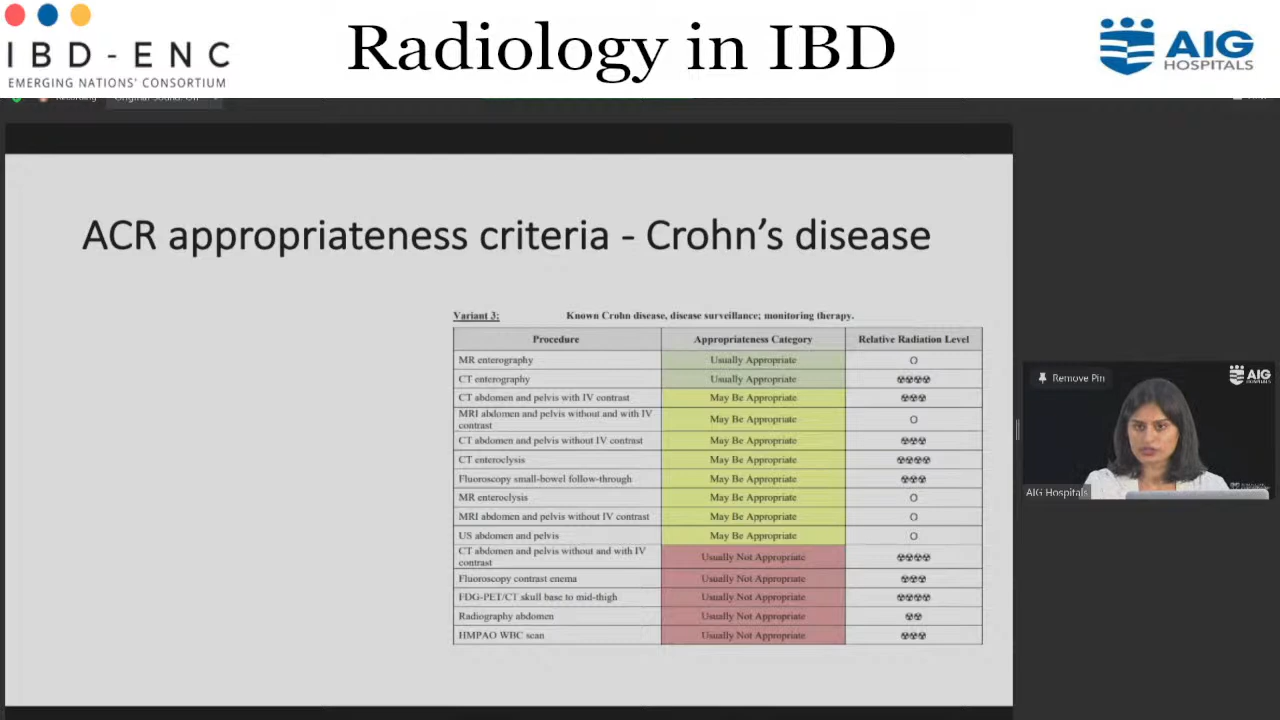 IBD-ENC
EMERGING NATIONS' CONSORTIUM
Radiology in IBD
AIG
HOSPITALS
Recording
Original Sound: Off
ACR appropriateness criteria - Crohn's disease
Variant 3: Known Crohn disease, disease surveillance; monitoring therapy.
Procedure Appropriateness Category Relative Radiation Level
MR enterography Usually Appropriate O
CT enterography Usually Appropriate ☢☢☢☢
CT abdomen and pelvis with IV contrast May Be Appropriate ☢☢☢
MRI abdomen and pelvis without and with IV
contrast May Be Appropriate O
CT abdomen and pelvis without IV contrast May Be Appropriate ☢☢☢
CT enteroclysis May Be Appropriate ☢☢☢☢
Fluoroscopy small-bowel follow-through May Be Appropriate ☢☢☢
MR enteroclysis May Be Appropriate O
MRI abdomen and pelvis without IV contrast May Be Appropriate O
US abdomen and pelvis May Be Appropriate O
CT abdomen and pelvis without and with IV
contrast Usually Not Appropriate ☢☢☢☢
Fluoroscopy contrast enema Usually Not Appropriate ☢☢☢
FDG-PET/CT skull base to mid-thigh Usually Not Appropriate ☢☢☢☢
Radiography abdomen Usually Not Appropriate ☢☢
HMPAO WBC scan Usually Not Appropriate ☢☢☢
Remove Pin
AIG
HOSPITALS
AIG Hospitals